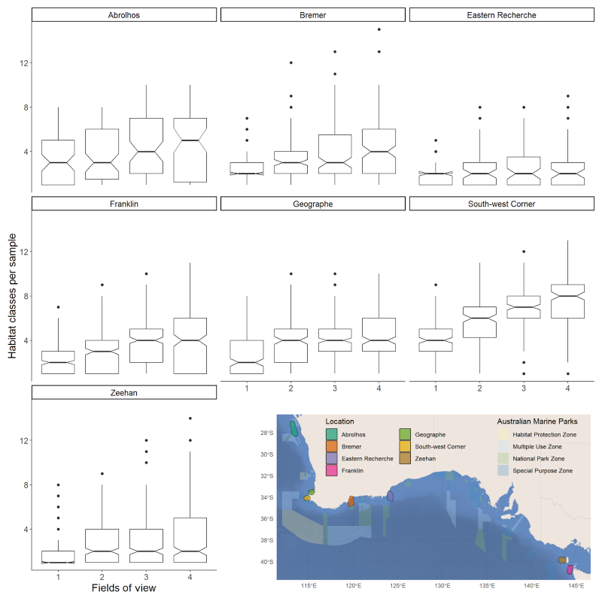 Abrolhos
Bremer
Eastern Recherche
12
8
4
Franklin
Geographe
South-west Corner
12
8
4
1 2 3 4
1 2 3 4
Zeehan
12
8
4
1 2 3 4
Fields of view
Habitat classes per sample
Location
Abrolhos
Bremer
Eastern Recherche
Franklin
Geographe
South-west Corner
Zeehan
Australian Marine Parks
Habitat Protection Zone
Multiple Use Zone
National Park Zone
Special Purpose Zone
28°S
30°S
32°S
34°S
36°S
38°S
40°S
115°E 120°E 125°E 130°E 135°E 140°E 145°E